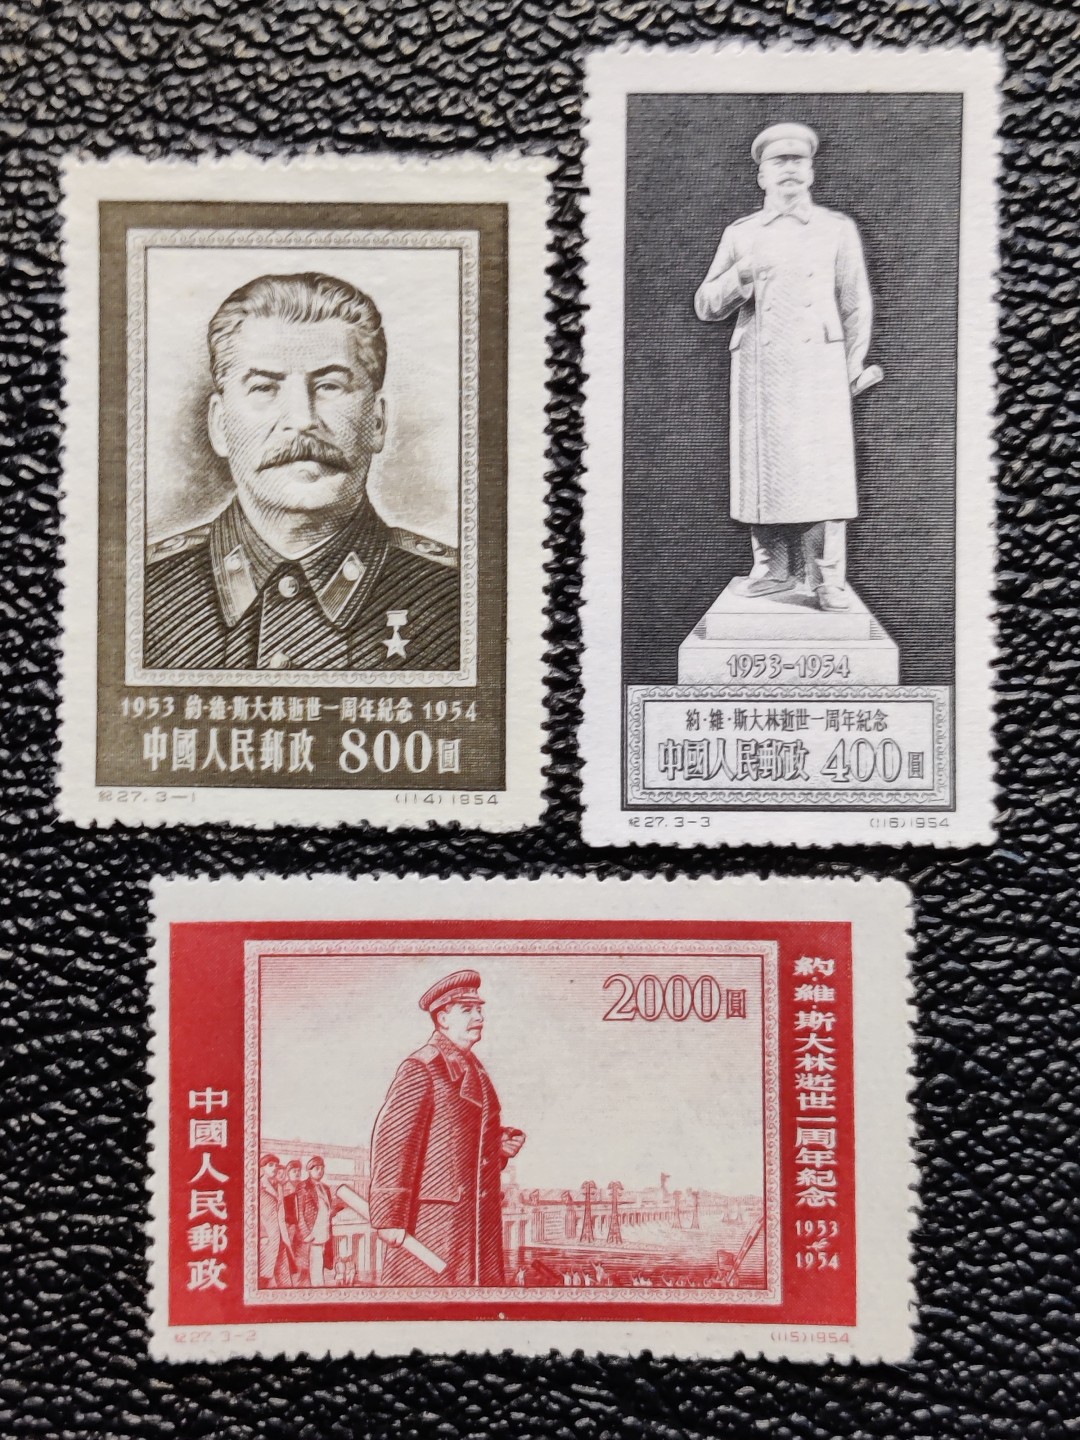 1953 約·維·斯大林逝世一周年紀念 1954
中國人民郵政 800圓
紀27.3-1 (114)1954
1953-1954
約·維·斯大林逝世一周年紀念
中國人民郵政 400圓
紀27.3-3 (116)1954
2000圓
約·維·斯大林逝世一周年紀念
1953
1954
中國人民郵政
紀27.3-2 (115)1954